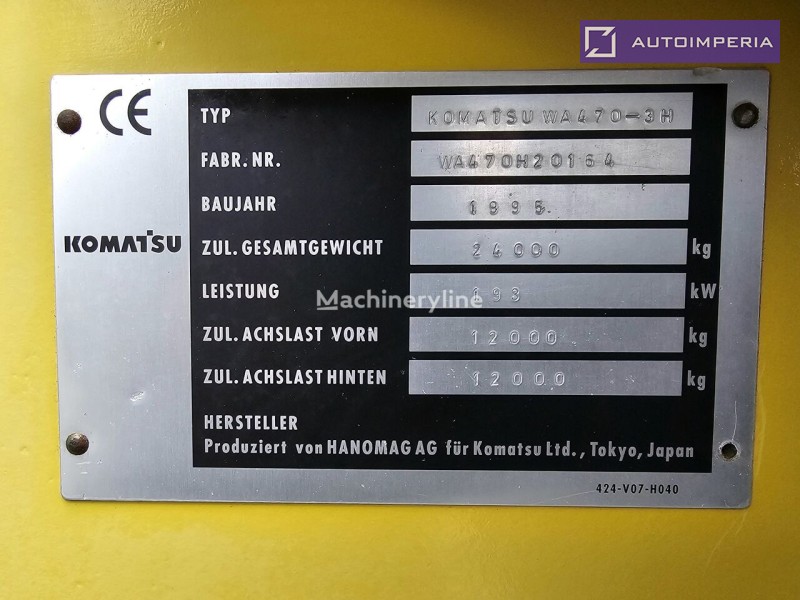 AUTOIMPERIA
CE
TYP KOMATSU WA470-3H
FABR. NR. WA470H20164
BAUJAHR 1995
KOMATSU
ZUL. GESAMTGEWICHT 24000 kg
LEISTUNG 193 kW
Machineryline
ZUL. ACHSLAST VORN 12000 kg
ZUL. ACHSLAST HINTEN 12000 kg
HERSTELLER
Produziert von HANOMAG AG für Komatsu Ltd., Tokyo, Japan
424-V07-H040